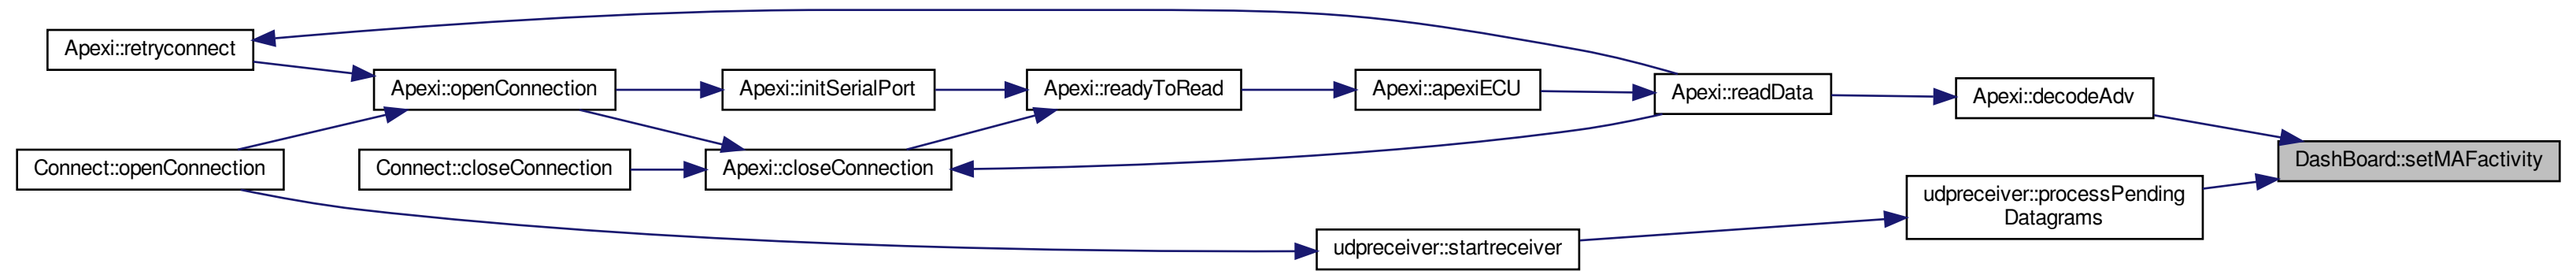 Apexi::retryconnect
Apexi::openConnection
Apexi::initSerialPort
Apexi::readyToRead
Apexi::apexiECU
Apexi::readData
Apexi::decodeAdv
DashBoard::setMAFactivity
Connect::openConnection
Connect::closeConnection
Apexi::closeConnection
udpreceiver::processPending
Datagrams
udpreceiver::startreceiver